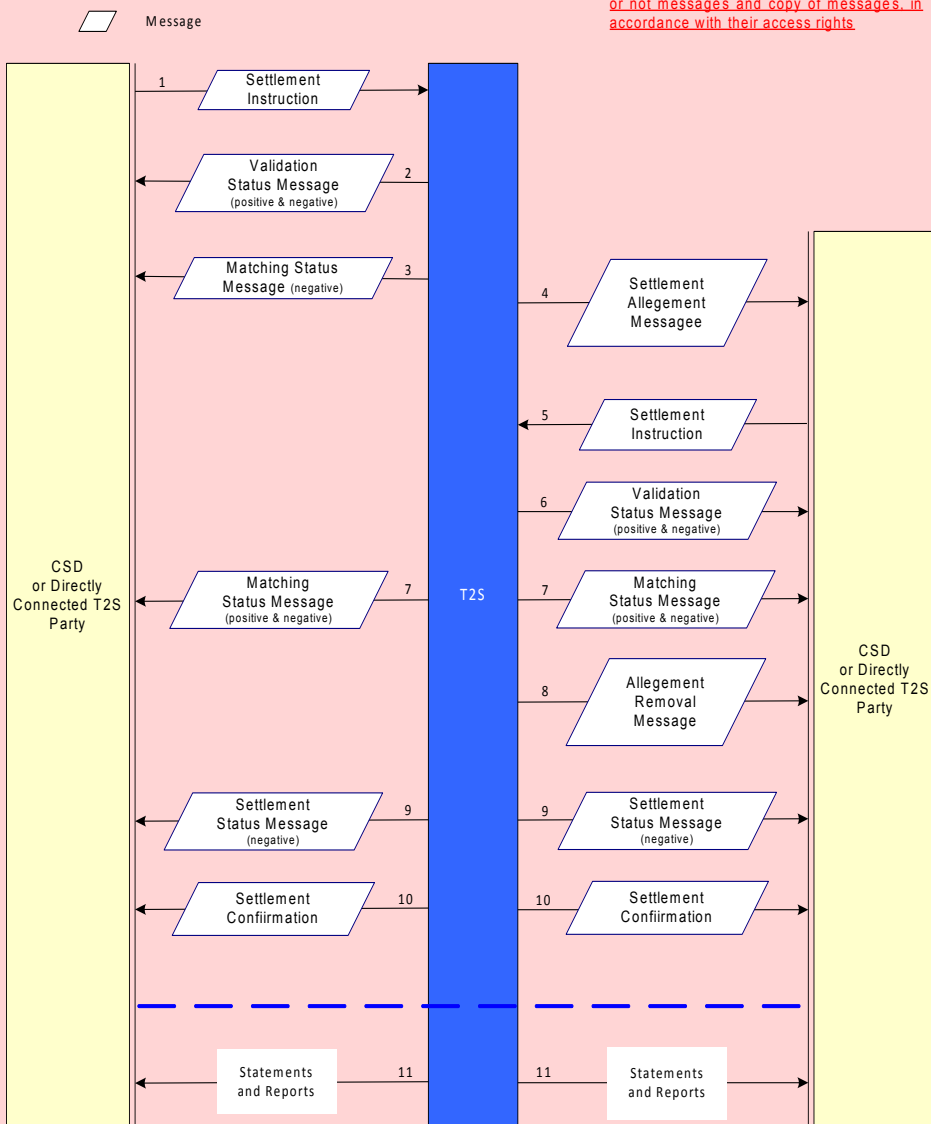 or not messages and copy of messages, in
accordance with their access rights
Message
1
Settlement
Instruction
Validation
Status Message
(positive & negative)
2
Matching Status
Message (negative)
3
4
Settlement
Allegement
Messagee
5
Settlement
Instruction
6
Validation
Status Message
(positive & negative)
CSD
or Directly
Connected T2S
Party
Matching
Status Message
(positive & negative)
7
T2S
7
Matching
Status Message
(positive & negative)
CSD
or Directly
Connected T2S
Party
8
Allegement
Removal
Message
Settlement
Status Message
(negative)
9
9
Settlement
Status Message
(negative)
Settlement
Confiirmation
10
10
Settlement
Confiirmation
Statements
and Reports
11
11
Statements
and Reports